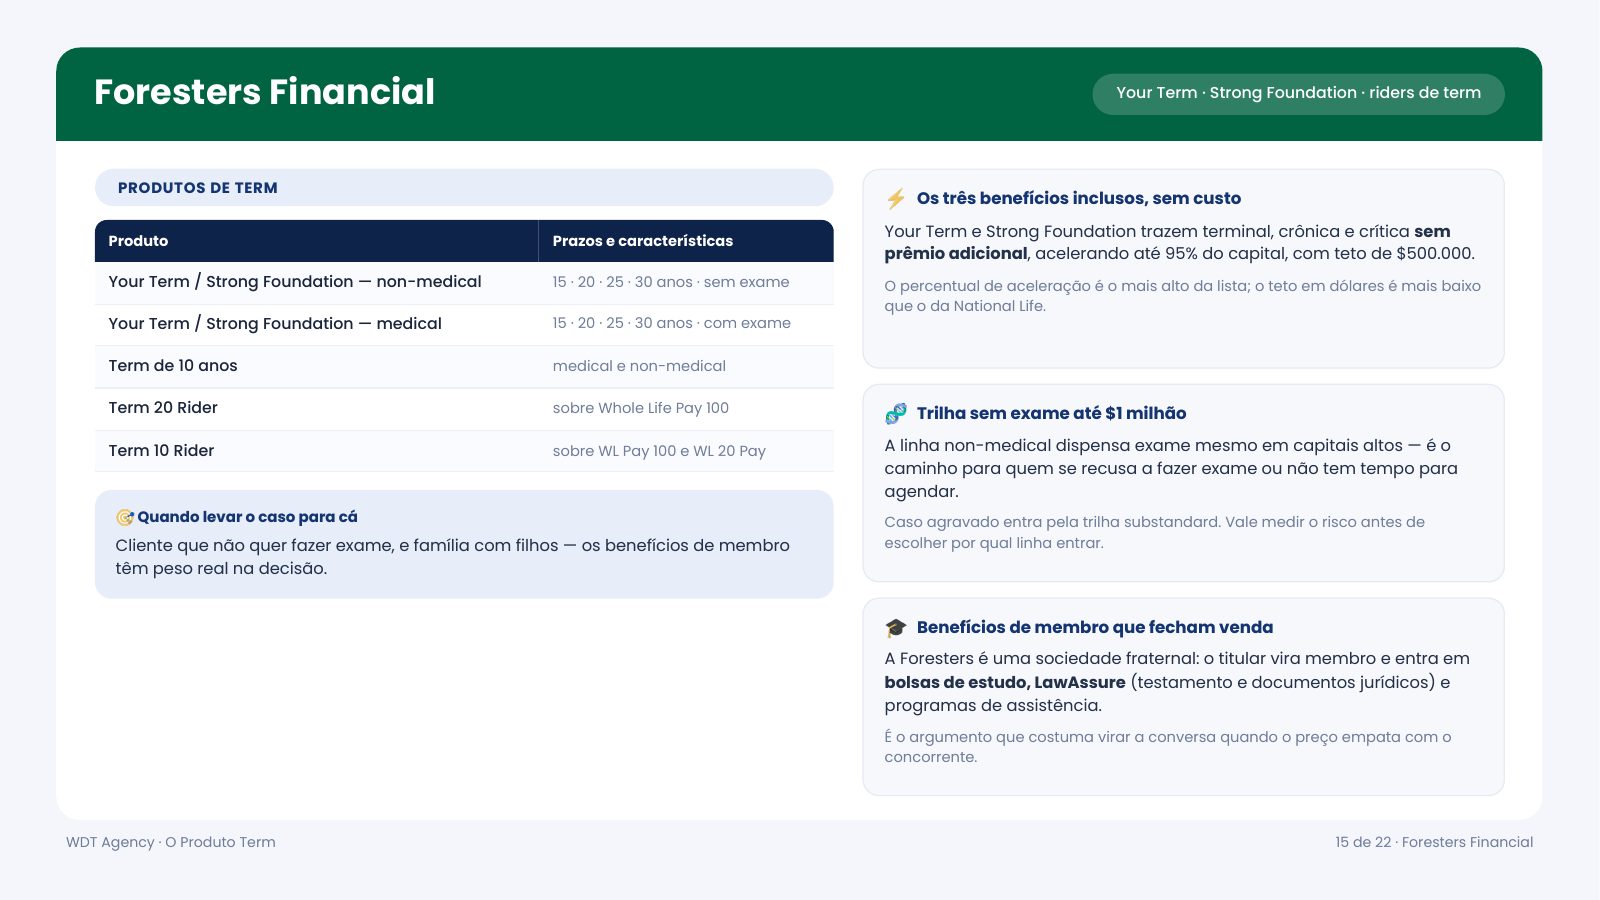 Foresters Financial
Your Term · Strong Foundation · riders de term
PRODUTOS DE TERM
Produto
Prazos e características
Your Term / Strong Foundation — non-medical
15 · 20 · 25 · 30 anos · sem exame
Your Term / Strong Foundation — medical
15 · 20 · 25 · 30 anos · com exame
Term de 10 anos
medical e non-medical
Term 20 Rider
sobre Whole Life Pay 100
Term 10 Rider
sobre WL Pay 100 e WL 20 Pay
🎯 Quando levar o caso para cá
Cliente que não quer fazer exame, e família com filhos — os benefícios de membro
têm peso real na decisão.
⚡ Os três benefícios inclusos, sem custo
Your Term e Strong Foundation trazem terminal, crônica e crítica sem
prêmio adicional, acelerando até 95% do capital, com teto de $500.000.
O percentual de aceleração é o mais alto da lista; o teto em dólares é mais baixo
que o da National Life.
🧬 Trilha sem exame até $1 milhão
A linha non-medical dispensa exame mesmo em capitais altos — é o
caminho para quem se recusa a fazer exame ou não tem tempo para
agendar.
Caso agravado entra pela trilha substandard. Vale medir o risco antes de
escolher por qual linha entrar.
🎓 Benefícios de membro que fecham venda
A Foresters é uma sociedade fraternal: o titular vira membro e entra em
bolsas de estudo, LawAssure (testamento e documentos jurídicos) e
programas de assistência.
É o argumento que costuma virar a conversa quando o preço empata com o
concorrente.
WDT Agency · O Produto Term
15 de 22 · Foresters Financial